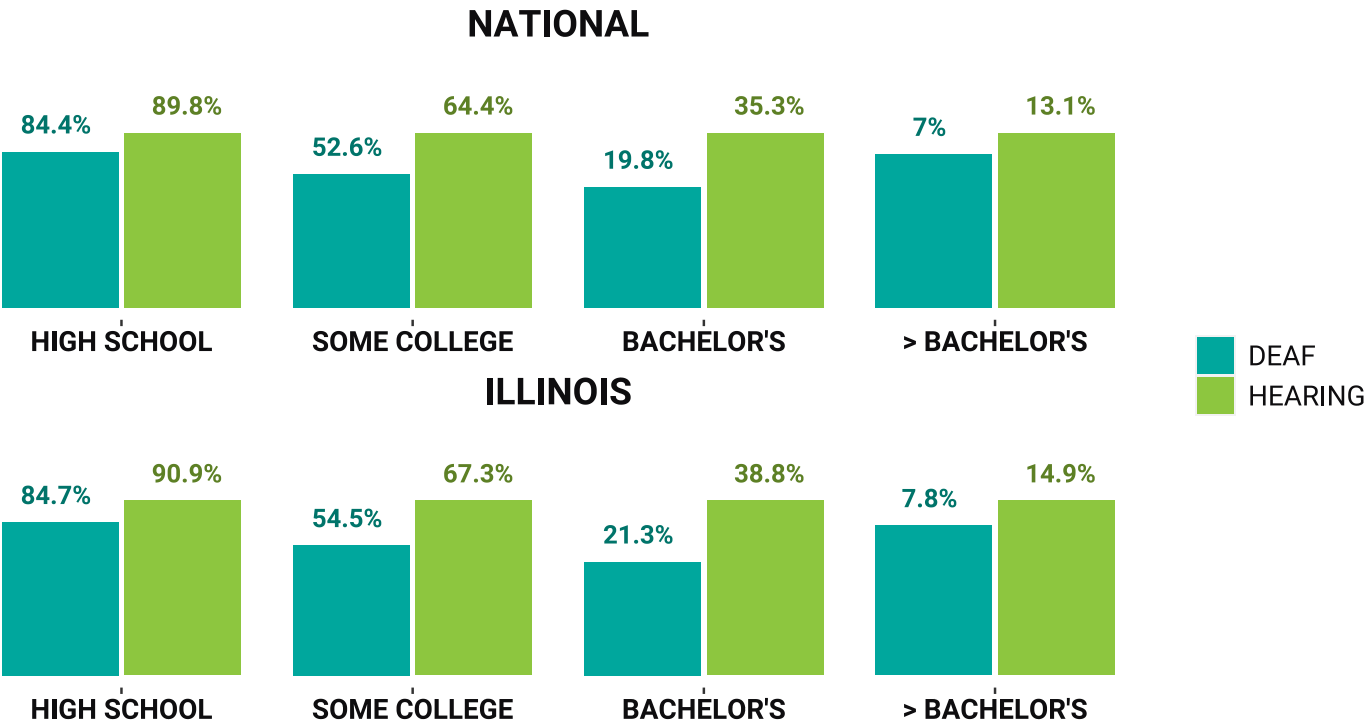 NATIONAL
84.4% 89.8% 52.6% 64.4% 19.8% 35.3% 7% 13.1%
HIGH SCHOOL SOME COLLEGE BACHELOR'S > BACHELOR'S
ILLINOIS
84.7% 90.9% 54.5% 67.3% 21.3% 38.8% 7.8% 14.9%
HIGH SCHOOL SOME COLLEGE BACHELOR'S > BACHELOR'S
DEAF
HEARING